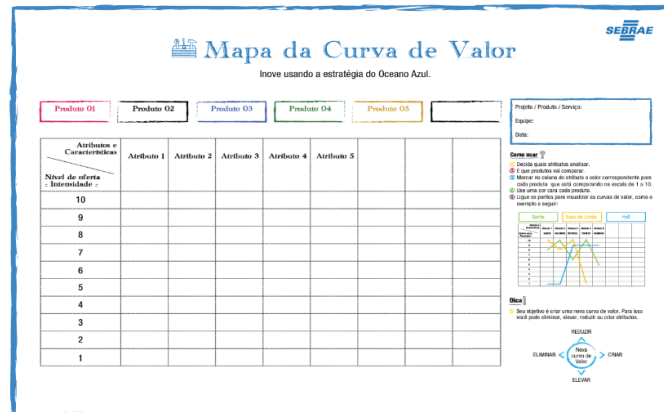 SEBRAE
Mapa da Curva de Valor
Inove usando a estratégia do Oceano Azul.
Produto 01
Produto 02
Produto 03
Produto 04
Produto 05
Atributos e
Características
Nível de oferta
- Intensidade -
Atributo 1
Atributo 2
Atributo 3
Atributo 4
Atributo 5
10
9
8
7
6
5
4
3
2
1
Projeto / Produto / Serviço:
Equipe:
Data:
Como usar
Decida quais atributos analisar.
E que produtos vai comparar.
Marcar na coluna do atributo o valor correspondente para
cada produto que está comparando na escala de 1 a 10.
Use uma cor cada produto.
Ligue os pontos para visualizar as curvas de valor, como o
exemplo a seguir:
Sprite
Suco de Limão
H2O
Dica
Seu objetivo é criar uma nova curva de valor. Para isso
você pode eliminar, elevar, reduzir ou criar atributos.
REDUZIR
ELIMINAR
Nova
curva de
Valor
CRIAR
ELEVAR